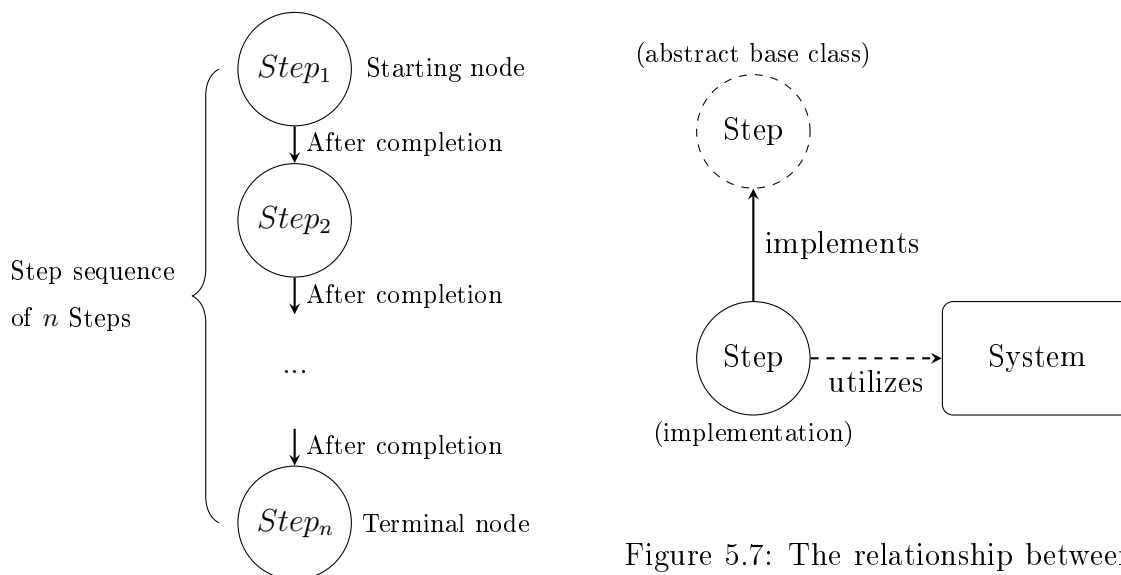 Step₁
Starting node
After completion
Step₂
Step sequence
of n Steps
After completion
...
After completion
Stepₙ
Terminal node
(abstract base class)
Step
implements
Step
utilizes
System
(implementation)
Figure 5.7: The relationship between